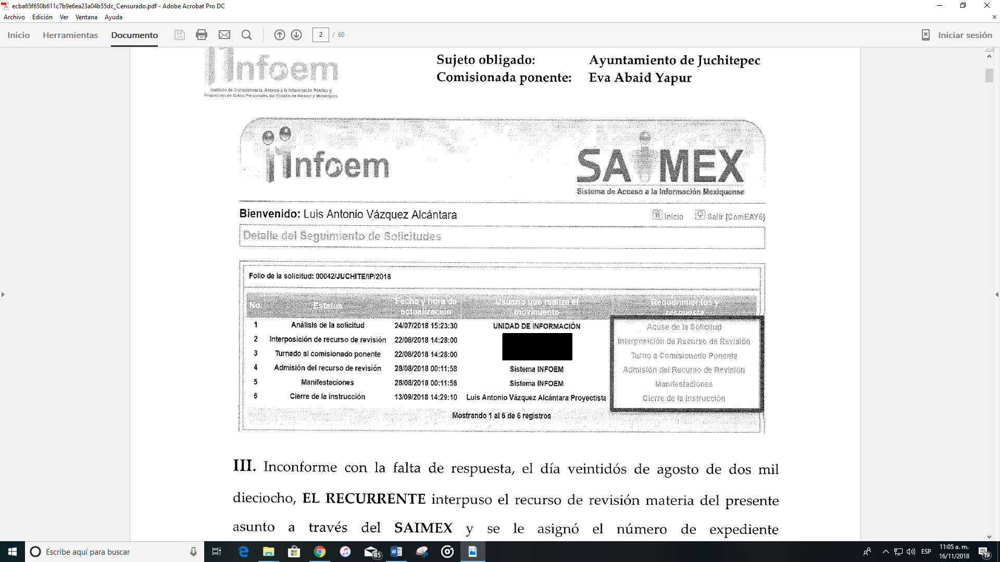 ecba65f650b611c7b9e6ea23a04b55dc_Censurado.pdf - Adobe Acrobat Pro DC
Archivo Edición Ver Ventana Ayuda
Inicio Herramientas Documento 2 / 60 Iniciar sesión
infoem
Instituto de Transparencia, Acceso a la Información Pública y
Protección de Datos Personales del Estado de México y Municipios
Sujeto obligado: Ayuntamiento de Juchitepec
Comisionada ponente: Eva Abaid Yapur
infoem
SAIMEX
Sistema de Acceso a la Información Mexiquense
Bienvenido: Luis Antonio Vázquez Alcántara Inicio Salir [ComEAY6]
Detalle del Seguimiento de Solicitudes
Folio de la solicitud: 00042/JUCHITE/IP/2018
No. Estatus Fecha y hora de actualización Usuario que realiza el movimiento Requerimientos y respuesta
1 Análisis de la solicitud 24/07/2018 15:23:30 UNIDAD DE INFORMACIÓN Acuse de la Solicitud
2 Interposición de recurso de revisión 22/08/2018 14:28:00 Interposición de Recurso de Revisión
3 Turnado al comisionado ponente 22/08/2018 14:28:00 Turno a Comisionado Ponente
4 Admisión del recurso de revisión 28/08/2018 00:11:58 Sistema INFOEM Admisión del Recurso de Revisión
5 Manifestaciones 28/08/2018 00:11:58 Sistema INFOEM Manifestaciones
6 Cierre de la instrucción 13/09/2018 14:29:10 Luis Antonio Vázquez Alcántara Proyectista Cierre de la Instrucción
Mostrando 1 al 6 de 6 registros
III. Inconforme con la falta de respuesta, el día veintidós de agosto de dos mil
dieciocho, EL RECURRENTE interpuso el recurso de revisión materia del presente
asunto a través del SAIMEX y se le asignó el número de expediente
Escribe aquí para buscar 85 ESP 11:05 a. m.
16/11/2018 19